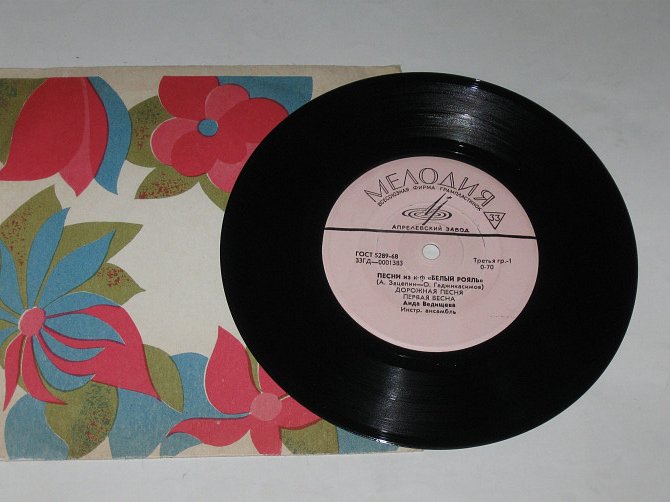 МЕЛОДИЯ
ВСЕСОЮЗНАЯ ФИРМА ГРАМПЛАСТИНОК
33
АПРЕЛЕВСКИЙ ЗАВОД
ГОСТ 5289-68
33ГД—0001383
Третья гр.-1
0-70
ПЕСНИ из к-ф «БЕЛЫЙ РОЯЛЬ»
(А. Зацепин—О. Гаджикасимов)
ДОРОЖНАЯ ПЕСНЯ
ПЕРВАЯ ВЕСНА
Аида Ведищева
Инстр. ансамбль